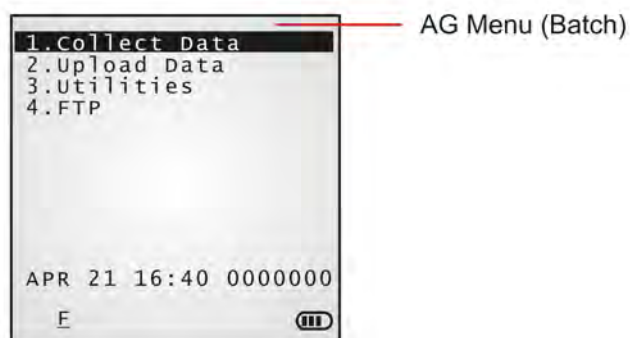 AG Menu (Batch)
1.Collect Data
2.Upload Data
3.Utilities
4.FTP
APR 21 16:40 0000000
F